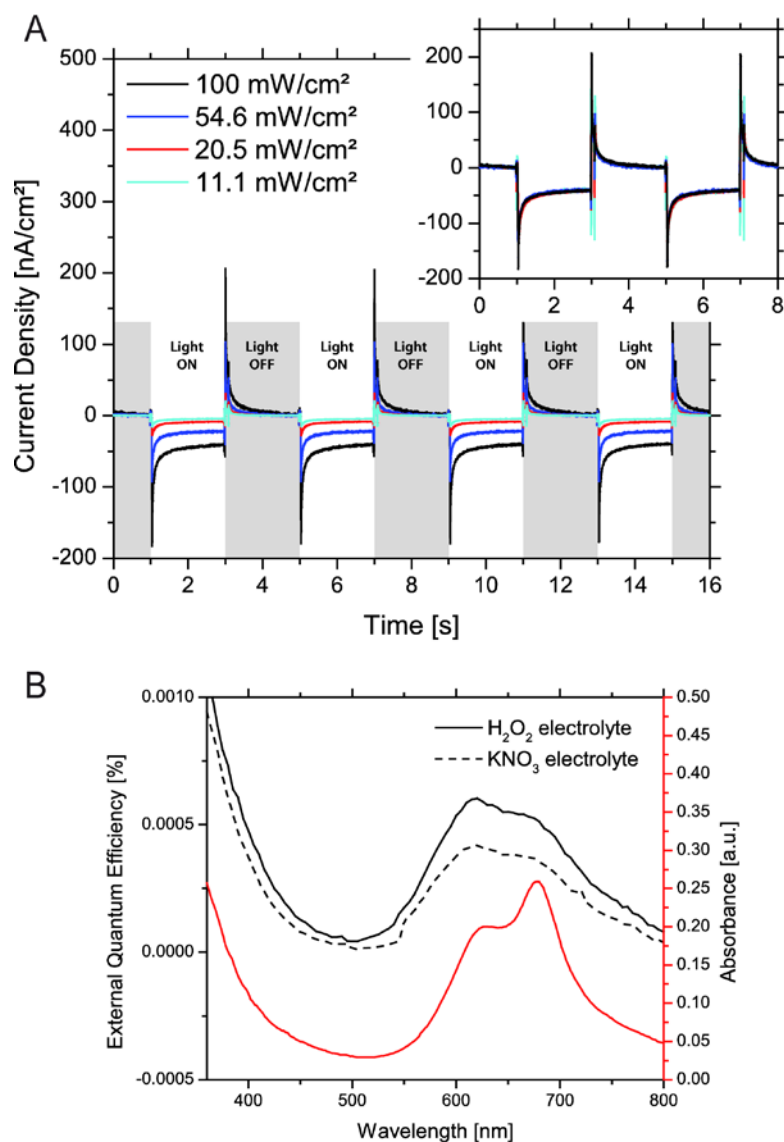 A
Current Density [nA/cm²]
500
400
300
200
100
0
-100
-200
100 mW/cm²
54.6 mW/cm²
20.5 mW/cm²
11.1 mW/cm²
200
100
0
-100
-200
0 2 4 6 8
Light ON
Light OFF
Light ON
Light OFF
Light ON
Light OFF
Light ON
0 2 4 6 8 10 12 14 16
Time [s]
B
External Quantum Efficiency [%]
0.0010
0.0005
0.0000
-0.0005
H₂O₂ electrolyte
KNO₃ electrolyte
0.50
0.45
0.40
0.35
0.30
0.25
0.20
0.15
0.10
0.05
0.00
Absorbance [a.u.]
400 500 600 700 800
Wavelength [nm]